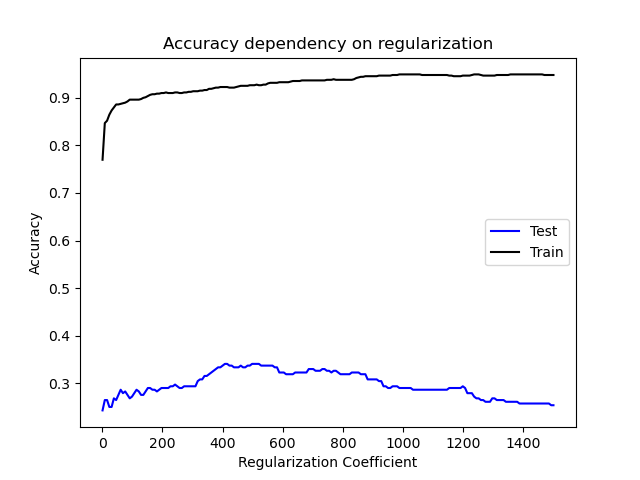 Accuracy dependency on regularization
Accuracy
0.9
0.8
0.7
0.6
0.5
0.4
0.3
Test
Train
0 200 400 600 800 1000 1200 1400
Regularization Coefficient